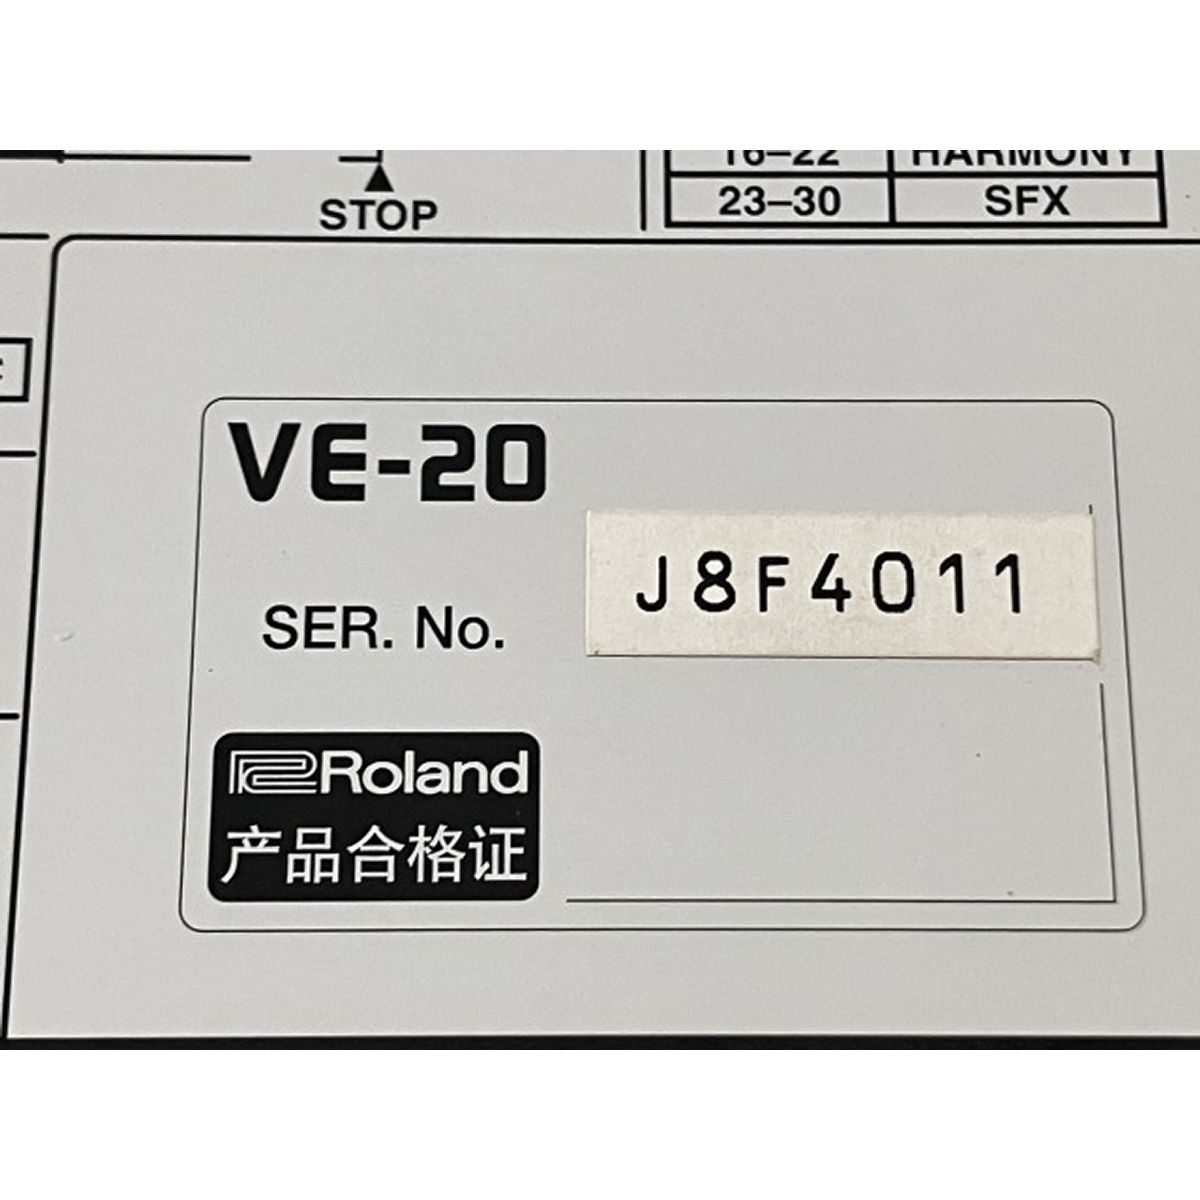 16–22 HARMONY
STOP
23–30 SFX
VE-20
J8F4011
SER. No.
Roland
产品合格证